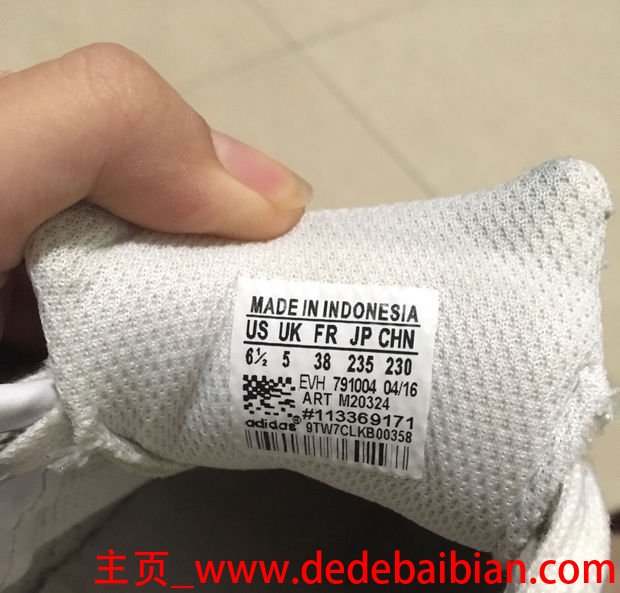 MADE IN INDONESIA
US UK FR JP CHN
6½ 5 38 235 230
EVH 791004 04/16
ART M20324
#113369171
adidas 9TW7CLKB00358
主页_www.dedebaibian.com